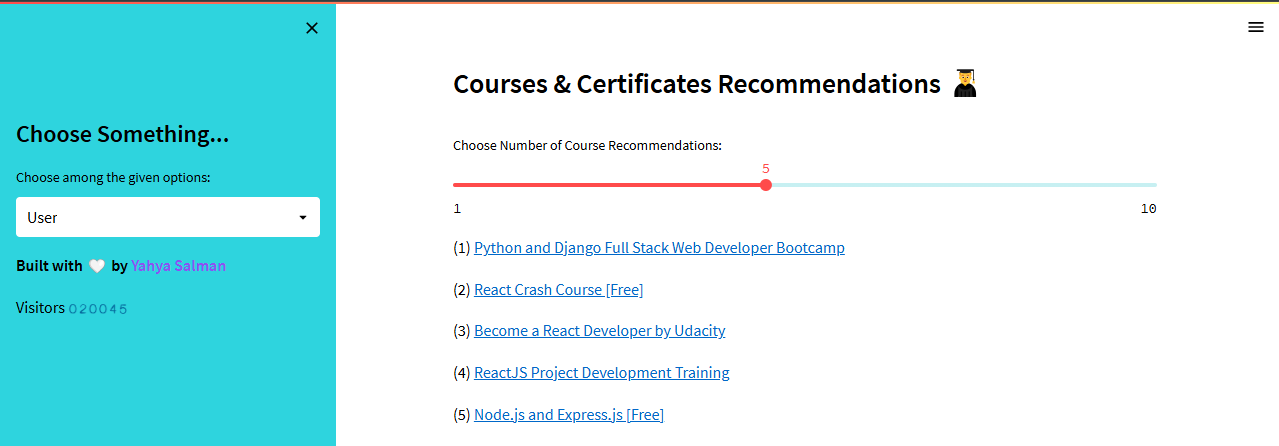 Choose Something...
Choose among the given options:
User
Built with 🤍 by Yahya Salman
Visitors 020045
Courses & Certificates Recommendations 👨‍🎓
Choose Number of Course Recommendations:
5
1 10
(1) Python and Django Full Stack Web Developer Bootcamp
(2) React Crash Course [Free]
(3) Become a React Developer by Udacity
(4) ReactJS Project Development Training
(5) Node.js and Express.js [Free]